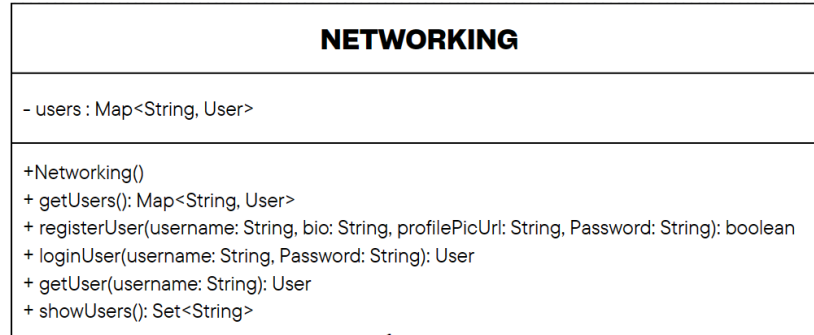 NETWORKING
- users : Map<String, User>
+Networking()
+ getUsers(): Map<String, User>
+ registerUser(username: String, bio: String, profilePicUrl: String, Password: String): boolean
+ loginUser(username: String, Password: String): User
+ getUser(username: String): User
+ showUsers(): Set<String>